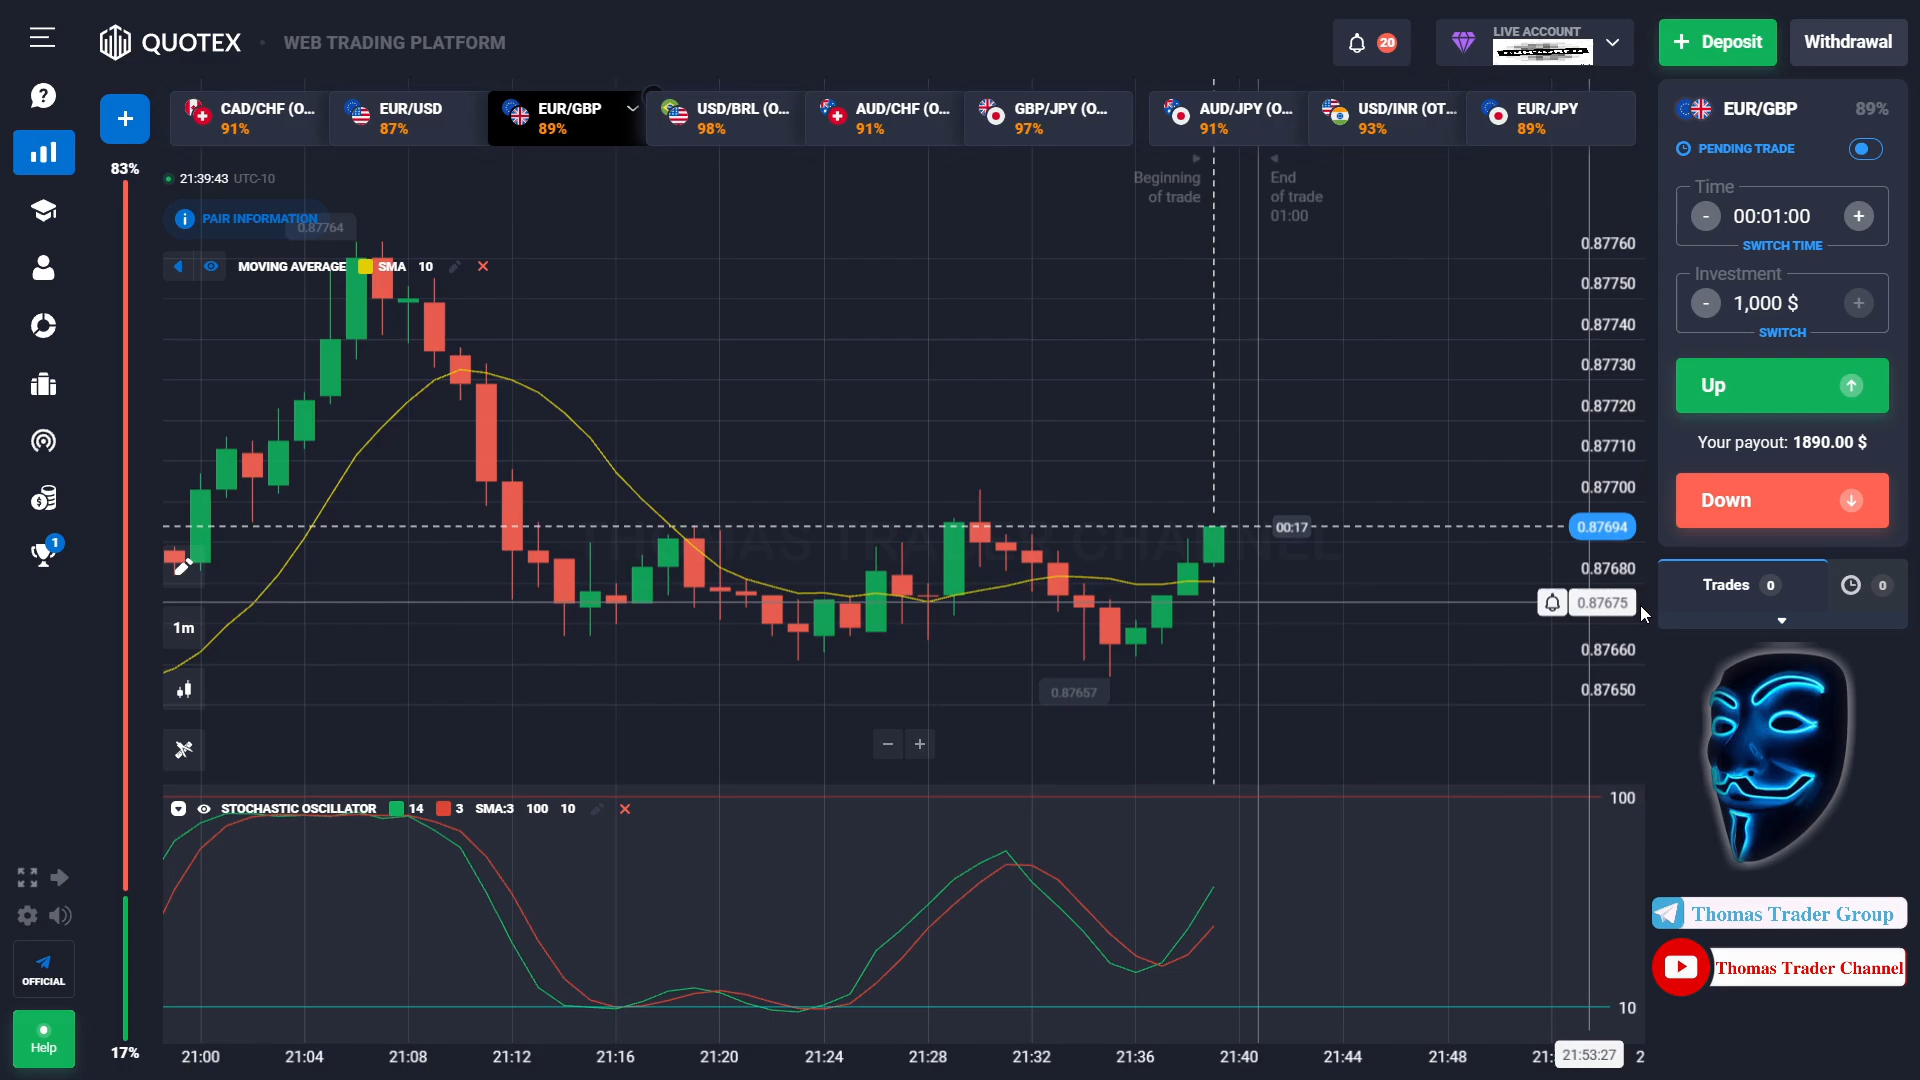 QUOTEX
WEB TRADING PLATFORM
20
LIVE ACCOUNT
+ Deposit
Withdrawal
CAD/CHF (O...
91%
EUR/USD
87%
EUR/GBP
89%
USD/BRL (O...
98%
AUD/CHF (O...
91%
GBP/JPY (O...
97%
AUD/JPY (O...
91%
USD/INR (OT...
93%
EUR/JPY
89%
83%
21:39:43 UTC-10
PAIR INFORMATION
0.87764
MOVING AVERAGE SMA 10
Beginning
of trade
End
of trade
01:00
0.87760
0.87750
0.87740
0.87730
0.87720
0.87710
0.87700
0.87694
0.87680
0.87675
0.87660
0.87650
00:17
THOMAS TRADER CHANNEL
1m
0.87657
STOCHASTIC OSCILLATOR 14 3 SMA:3 100 10
100
10
21:00 21:04 21:08 21:12 21:16 21:20 21:24 21:28 21:32 21:36 21:40 21:44 21:48 21: 21:53:27 2
EUR/GBP 89%
PENDING TRADE
Time
- 00:01:00 +
SWITCH TIME
Investment
- 1,000 $ +
SWITCH
Up
Your payout: 1890.00 $
Down
Trades 0
0
Thomas Trader Group
Thomas Trader Channel
1
OFFICIAL
Help
17%